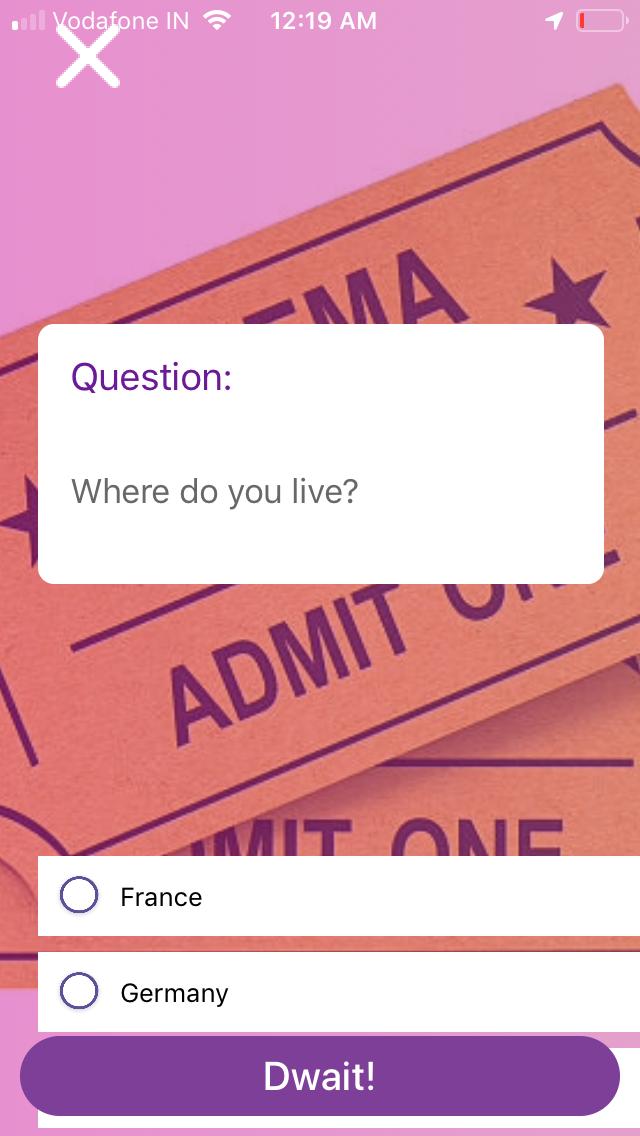 Vodafone IN
12:19 AM
EMA
Question:
Where do you live?
ADMIT ONE
MIT ONE
France
Germany
Dwait!